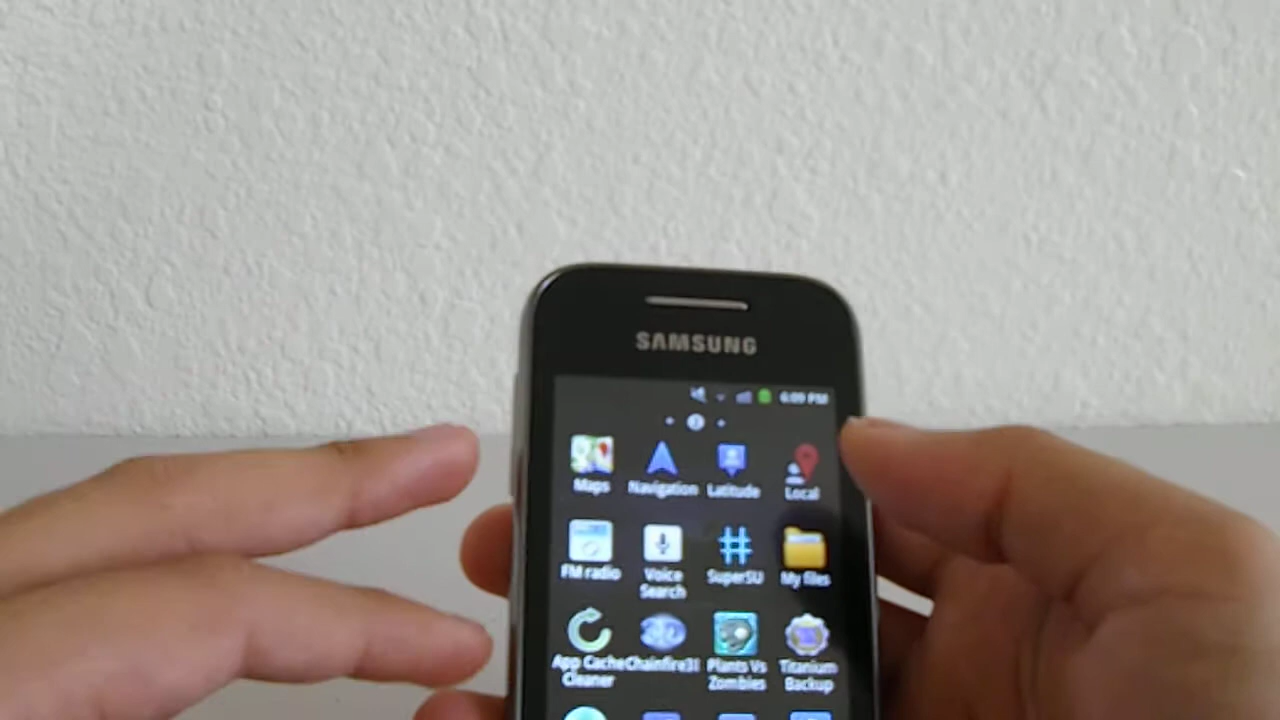 SAMSUNG
6:09 PM
Maps
Navigation
Latitude
Local
FM radio
Voice
Search
SuperSU
My files
App Cache
Cleaner
Chainfire3D
Plants Vs
Zombies
Titanium
Backup